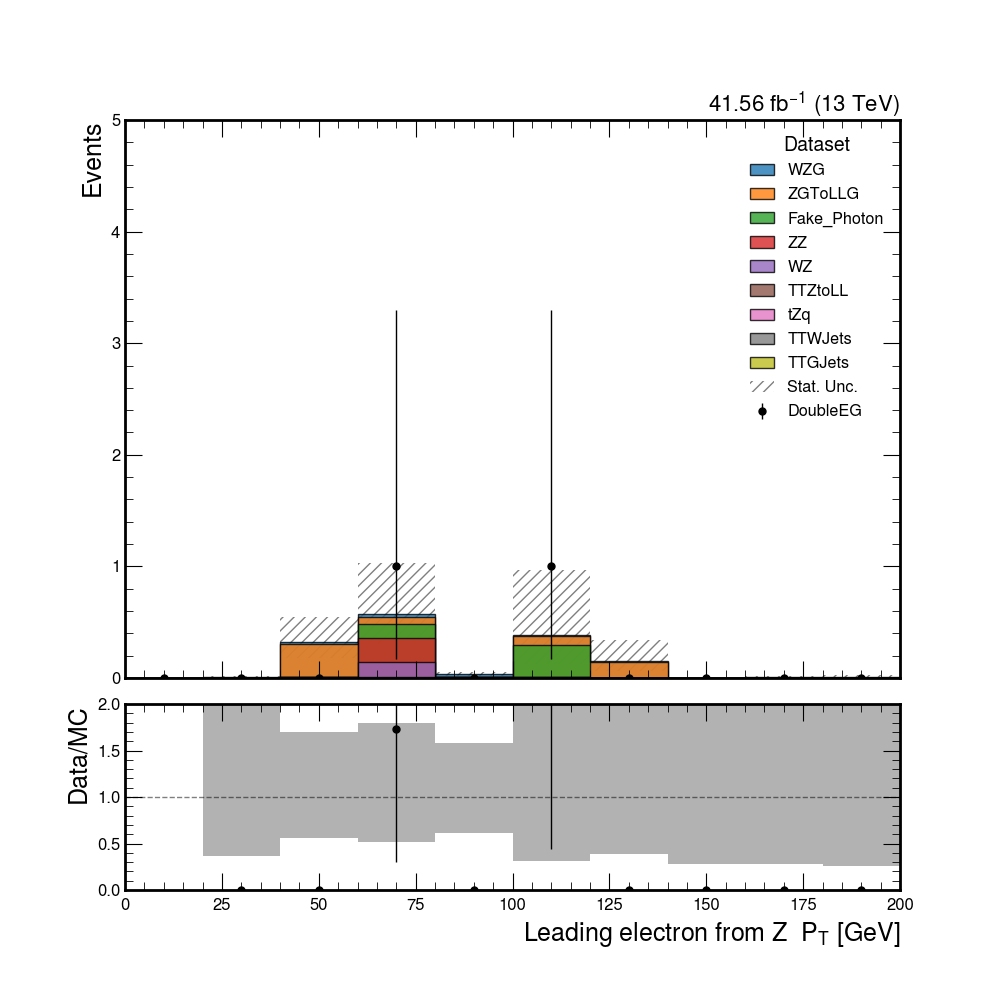 41.56 fb⁻¹ (13 TeV)
Events
5
4
3
2
1
0
Dataset
WZG
ZGToLLG
Fake_Photon
ZZ
WZ
TTZtoLL
tZq
TTWJets
TTGJets
Stat. Unc.
DoubleEG
Data/MC
2.0
1.5
1.0
0.5
0.0
0 25 50 75 100 125 150 175 200
Leading electron from Z P_T [GeV]